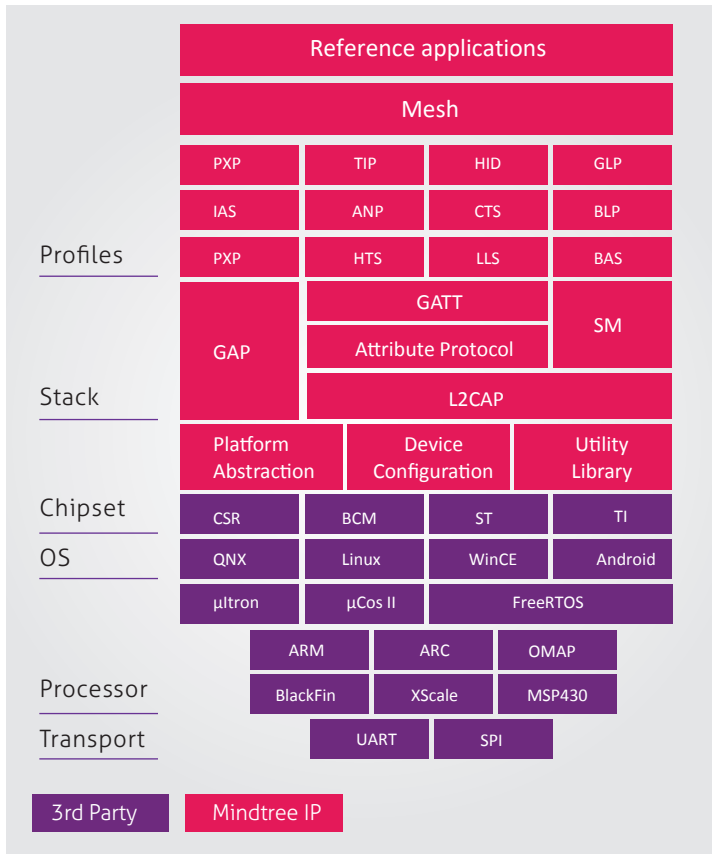 Reference applications
Mesh
PXP TIP HID GLP
IAS ANP CTS BLP
Profiles PXP HTS LLS BAS
GATT
SM
GAP Attribute Protocol
Stack L2CAP
Platform Device Utility
Abstraction Configuration Library
Chipset CSR BCM ST TI
OS QNX Linux WinCE Android
µItron µCos II FreeRTOS
ARM ARC OMAP
Processor BlackFin XScale MSP430
Transport UART SPI
3rd Party Mindtree IP